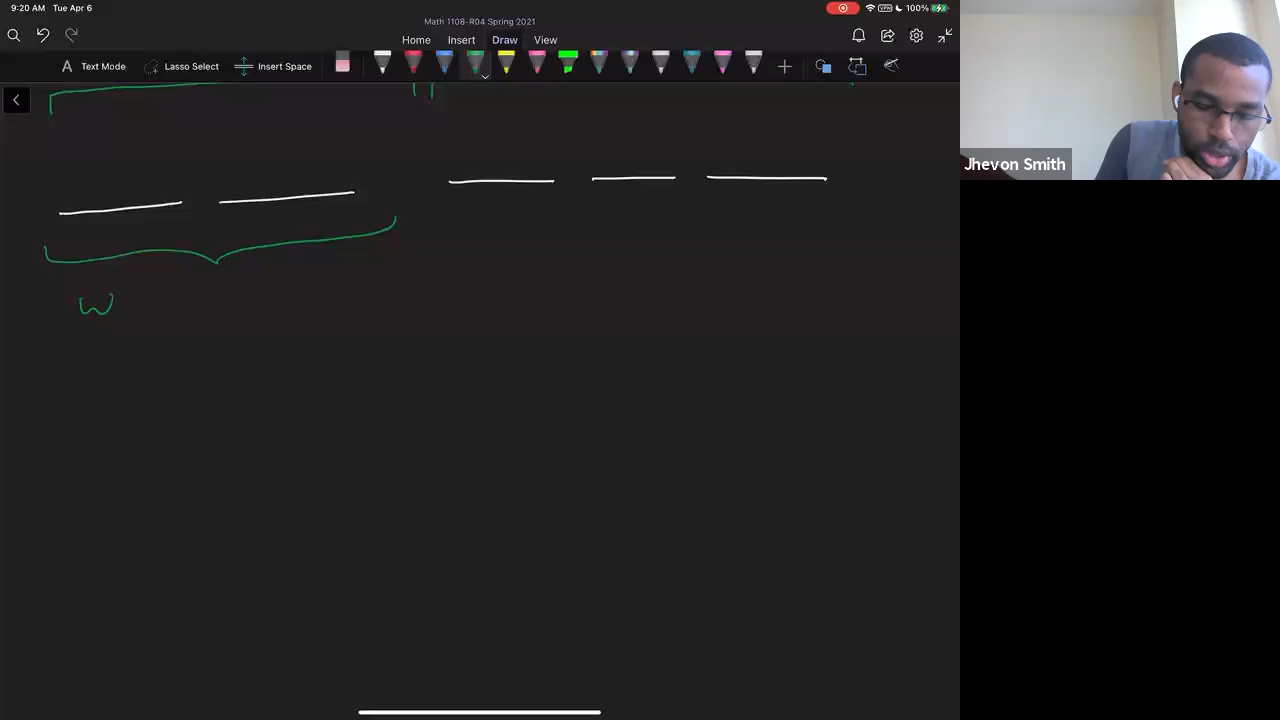 9:20 AM Tue Apr 6
VPN 100%
Math 1108-R04 Spring 2021
Home Insert Draw View
A Text Mode Lasso Select Insert Space
Jhevon Smith
W